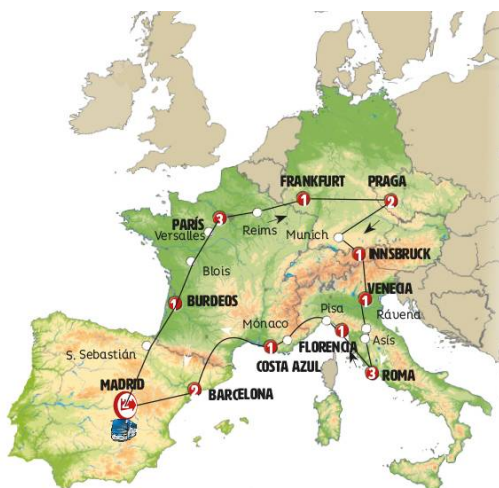 FRANKFURT
PRAGA
1
2
PARÍS
3
Versalles
Reims
Munich
INNSBRUCK
1
Blois
VENECIA
1
BURDEOS
Rávena
Pisa
Mónaco
Asís
S. Sebastián
1
1
FLORENCIA
COSTA AZUL
MADRID
2
BARCELONA
3
ROMA